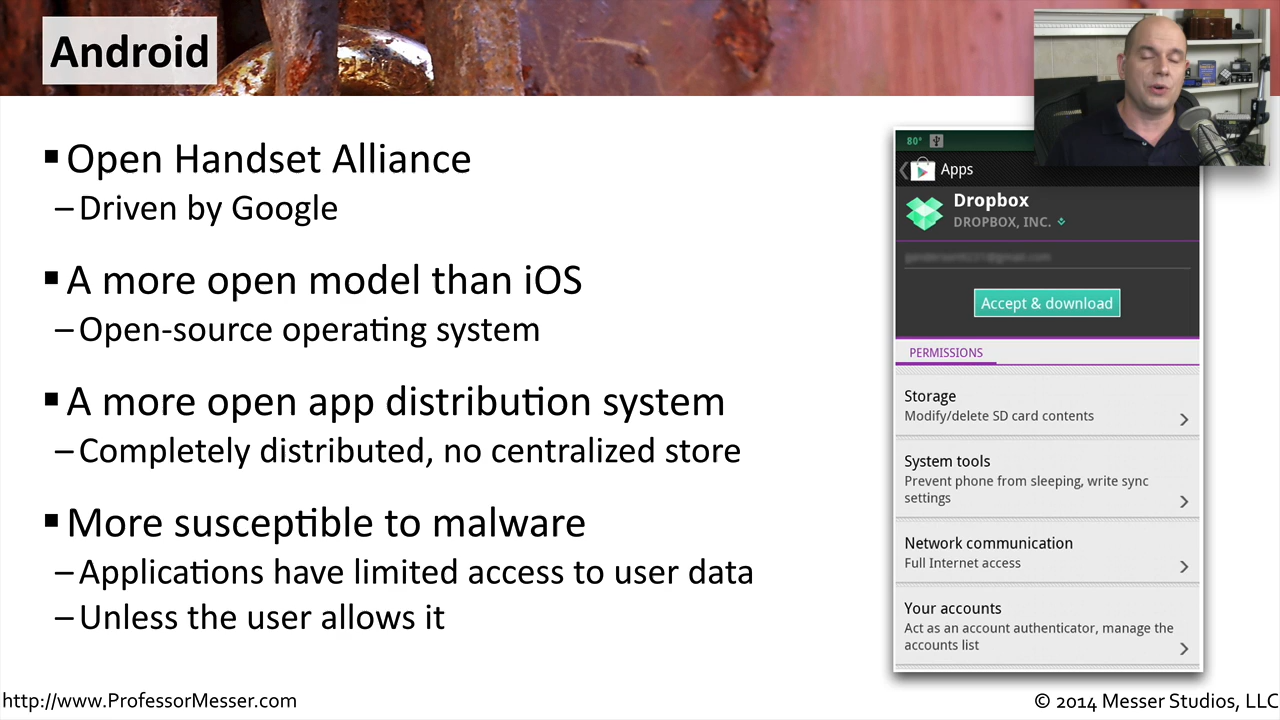 Android
▪ Open Handset Alliance
– Driven by Google
▪ A more open model than iOS
– Open-source operating system
▪ A more open app distribution system
– Completely distributed, no centralized store
▪ More susceptible to malware
– Applications have limited access to user data
– Unless the user allows it
80°
Apps
Dropbox
DROPBOX, INC.
Accept & download
PERMISSIONS
Storage
Modify/delete SD card contents
System tools
Prevent phone from sleeping, write sync
settings
Network communication
Full Internet access
Your accounts
Act as an account authenticator, manage the
accounts list
http://www.ProfessorMesser.com
© 2014 Messer Studios, LLC